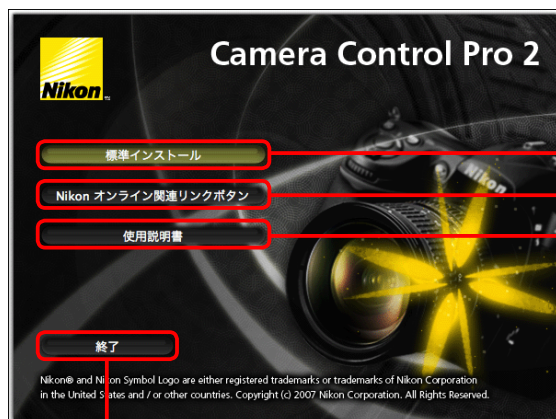 Camera Control Pro 2
Nikon
標準インストール
Nikon オンライン関連リンクボタン
Nikon
使用説明書
終了
Nikon® and Nikon Symbol Logo are either registered trademarks or trademarks of Nikon Corporation
in the United States and / or other countries. Copyright (c) 2007 Nikon Corporation. All Rights Reserved.